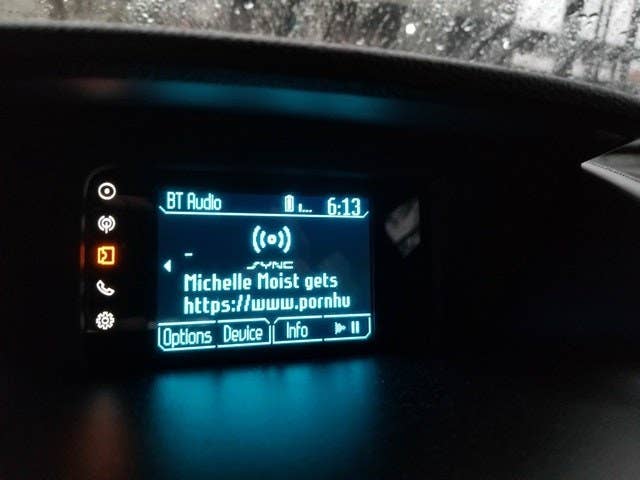 BT Audio 6:13
SYNC
Michelle Moist gets
https://www.pornhu
Options Device Info